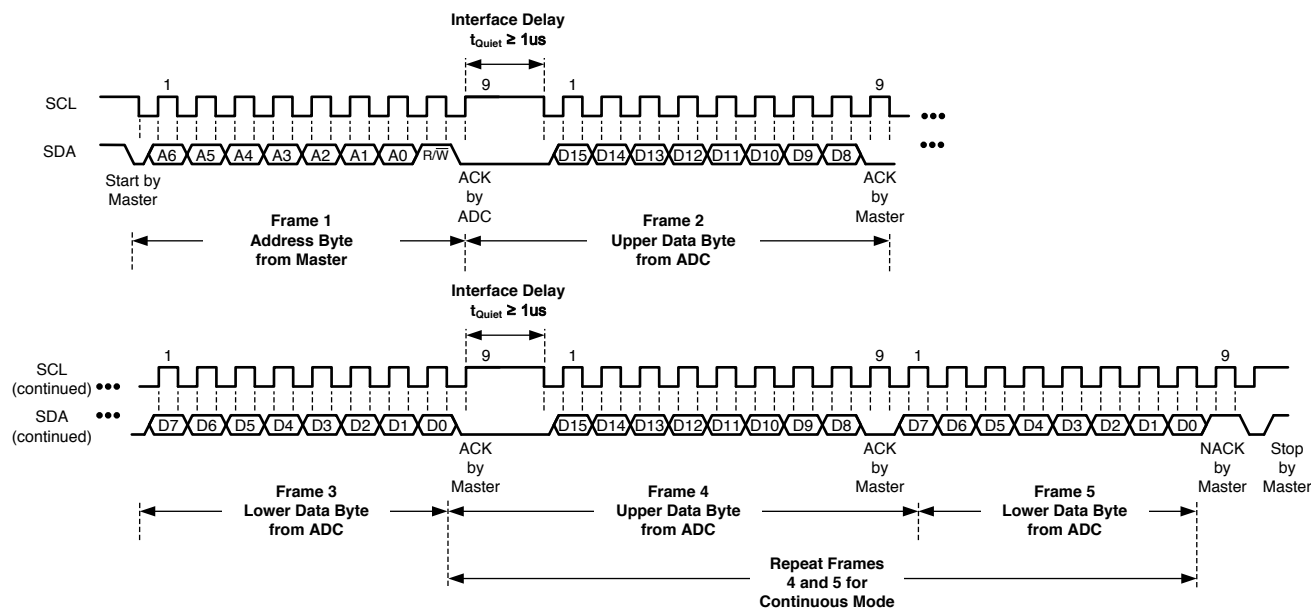 Interface Delay
tQuiet ≥ 1us
1 9 1 9
SCL
SDA A6 A5 A4 A3 A2 A1 A0 R/W̅ D15 D14 D13 D12 D11 D10 D9 D8
Start by
Master
ACK
by
ADC
ACK
by
Master
Frame 1
Address Byte
from Master
Frame 2
Upper Data Byte
from ADC
Interface Delay
tQuiet ≥ 1us
1 9 1 9 1 9
SCL
(continued)
SDA
(continued)
D7 D6 D5 D4 D3 D2 D1 D0 D15 D14 D13 D12 D11 D10 D9 D8 D7 D6 D5 D4 D3 D2 D1 D0
ACK
by
Master
ACK
by
Master
NACK
by
Master
Stop
by
Master
Frame 3
Lower Data Byte
from ADC
Frame 4
Upper Data Byte
from ADC
Frame 5
Lower Data Byte
from ADC
Repeat Frames
4 and 5 for
Continuous Mode